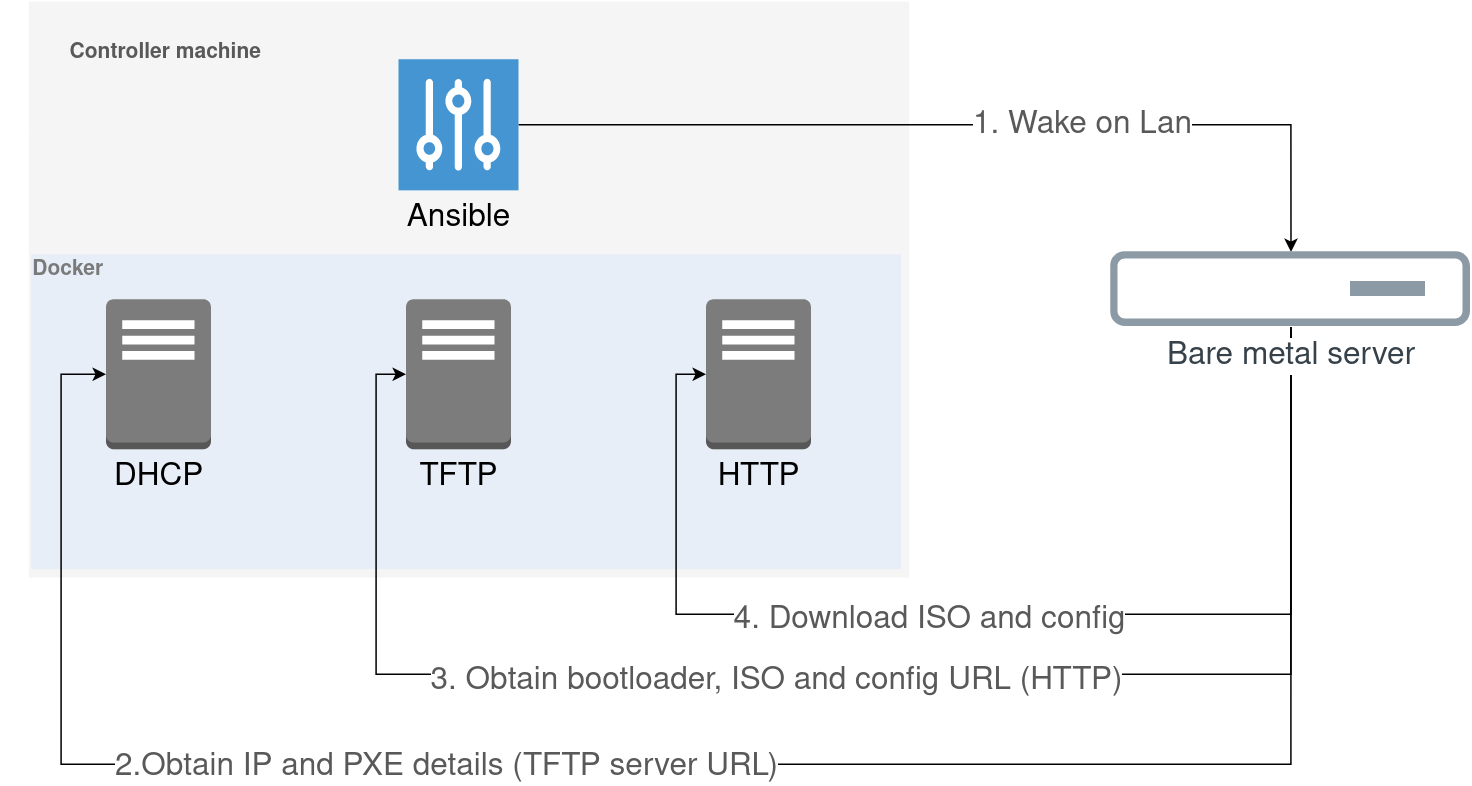 Controller machine
1. Wake on Lan
Ansible
Docker
Bare metal server
DHCP
TFTP
HTTP
4. Download ISO and config
3. Obtain bootloader, ISO and config URL (HTTP)
2.Obtain IP and PXE details (TFTP server URL)